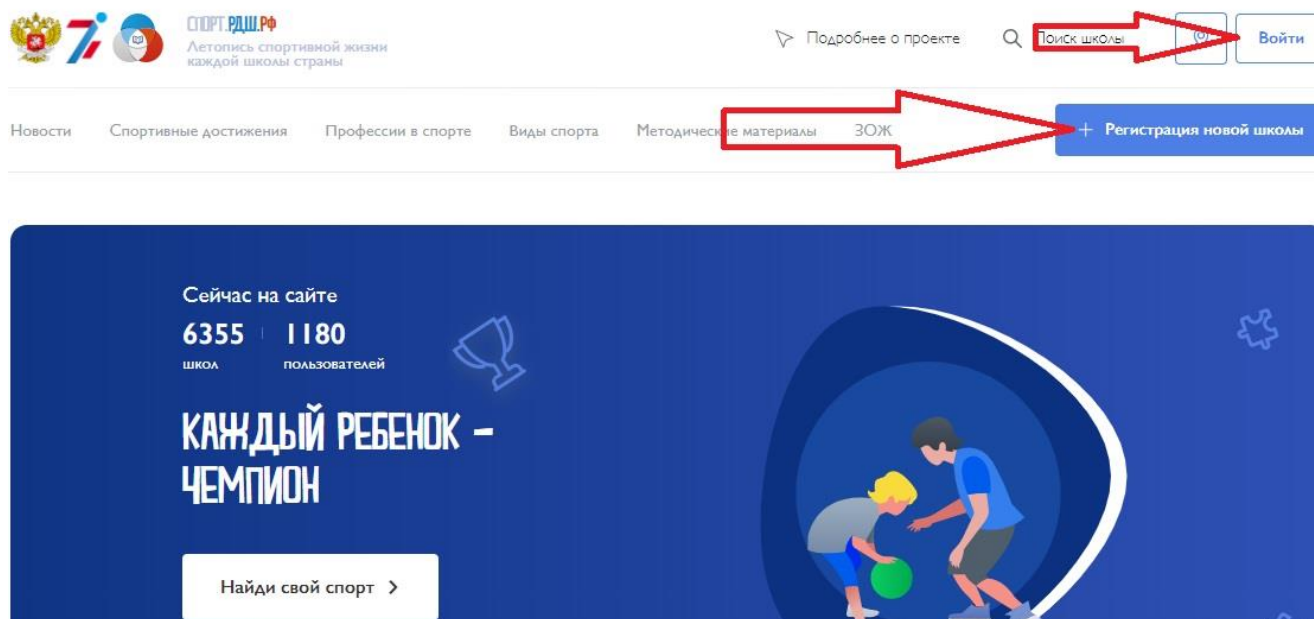 СПОРТ.РДШ.РФ
Летопись спортивной жизни
каждой школы страны
Подробнее о проекте
Поиск школы
Войти
Новости
Спортивные достижения
Профессии в спорте
Виды спорта
Методические материалы
ЗОЖ
+ Регистрация новой школы
Сейчас на сайте
6355 1180
школ пользователей
КАЖДЫЙ РЕБЕНОК –
ЧЕМПИОН
Найди свой спорт >